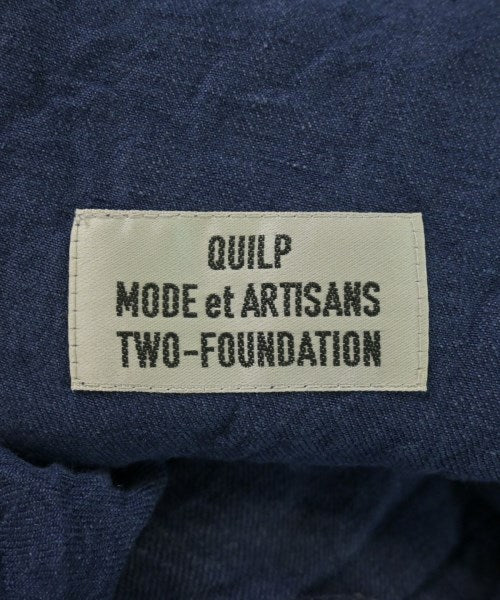 QUILP
MODE et ARTISANS
TWO-FOUNDATION